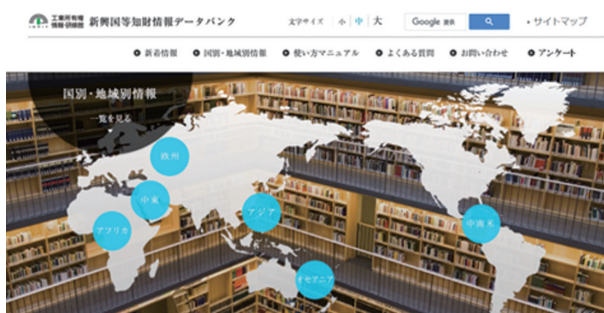 工業所有権
情報・研修館
新興国等知財情報データバンク
文字サイズ 小 中 大
Google 提供
サイトマップ
新着情報 国別・地域別情報 使い方マニュアル よくある質問 お問い合わせ アンケート
国別・地域別情報
一覧を見る
欧州
中東
アフリカ
アジア
中南米
オセアニア